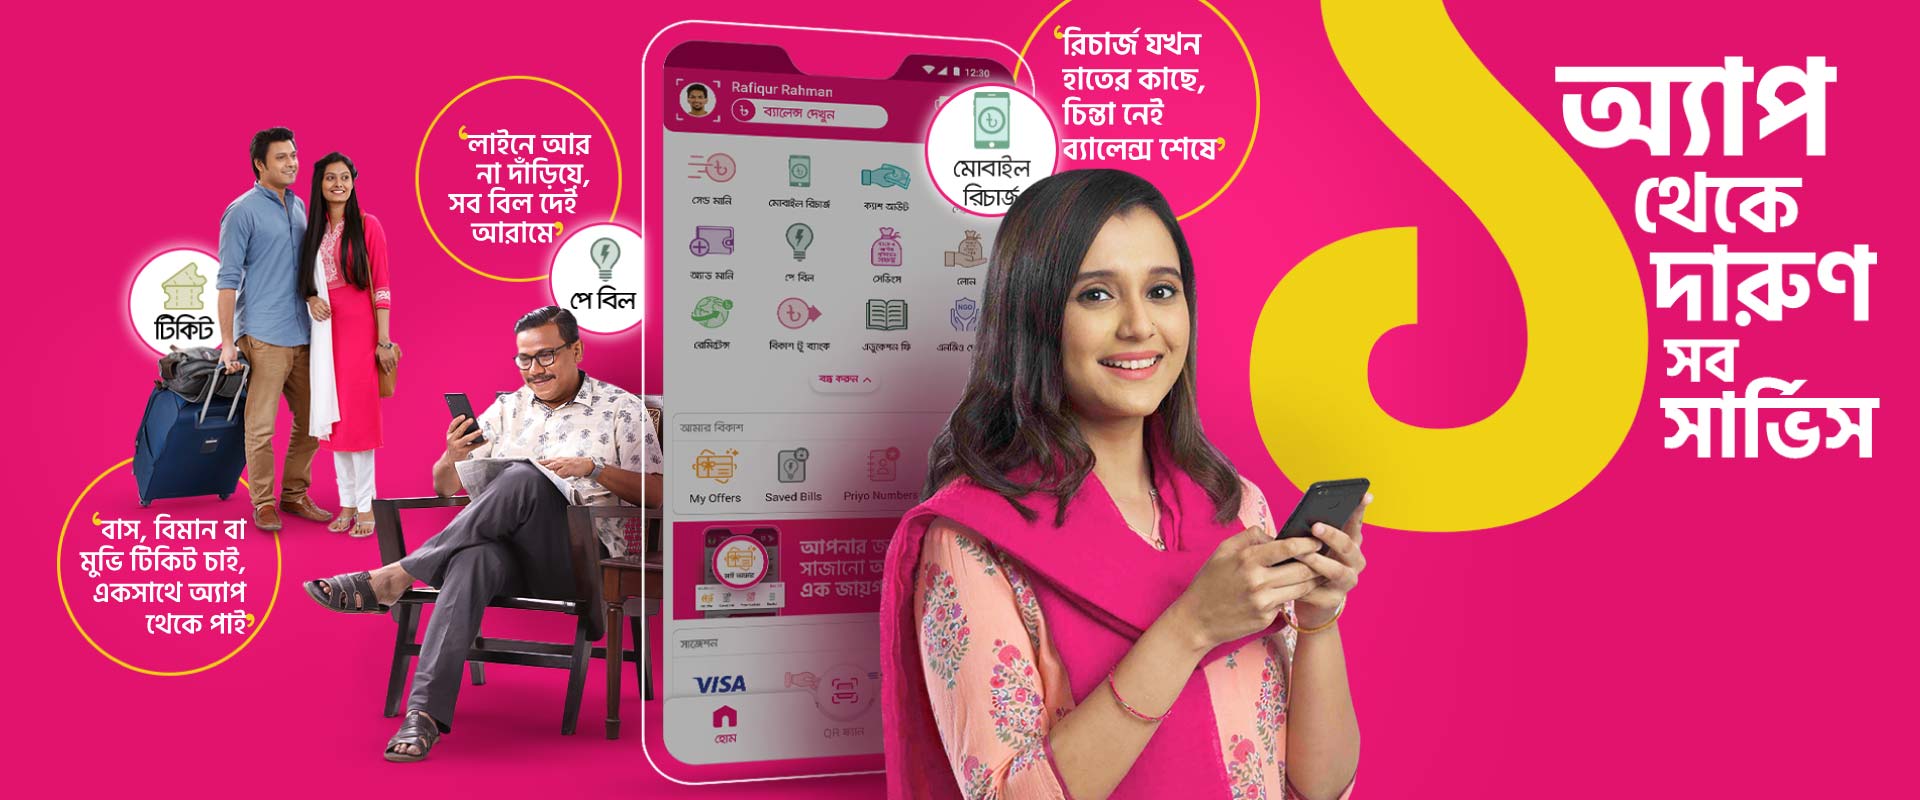 টিকিট
‘বাস, বিমান বা
মুভি টিকিট চাই,
একসাথে অ্যাপ
থেকে পাই’
‘লাইনে আর
না দাঁড়িয়ে,
সব বিল দেই
আরামে’
পে বিল
12:30
Rafiqur Rahman
ব্যালেন্স দেখুন
সেন্ড মানি
মোবাইল রিচার্জ
ক্যাশ আউট
অ্যাড মানি
পে বিল
সেভিংস
লোন
রেমিট্যান্স
বিকাশ টু ব্যাংক
এডুকেশন ফি
এনজিও
বন্ধ করুন
আমার বিকাশ
My Offers
Saved Bills
Priyo Numbers
আপনার
সাজানো
এক জায়গ
সাজেশন
VISA
হোম
QR স্ক্যান
মোবাইল
রিচার্জ
‘রিচার্জ যখন
হাতের কাছে,
চিন্তা নেই
ব্যালেন্স শেষে’
১
অ্যাপ
থেকে
দারুণ
সব
সার্ভিস